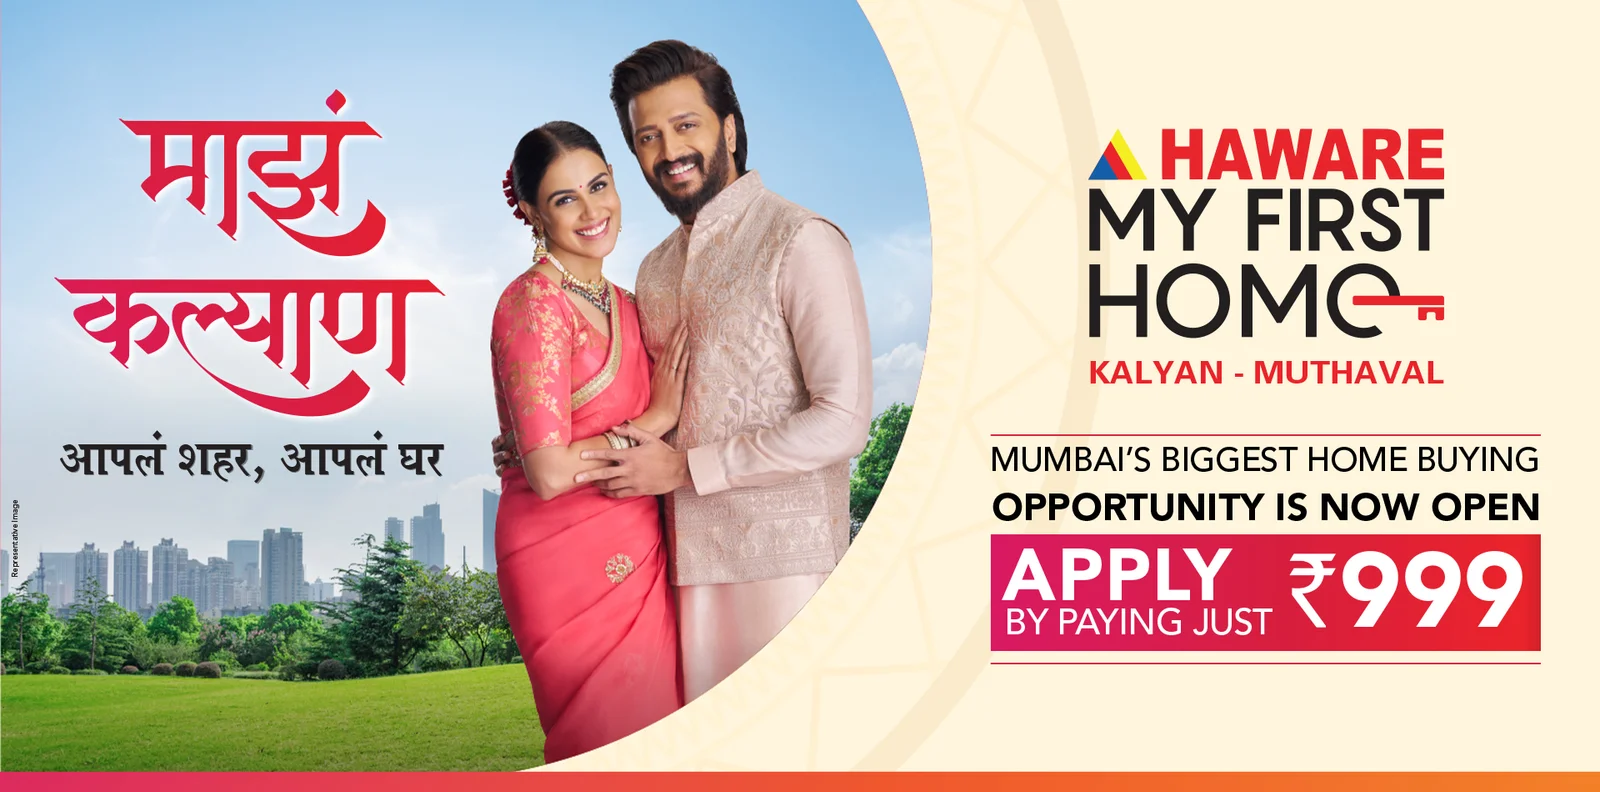 माझं
कल्याण
आपलं शहर, आपलं घर
Representative Image
HAWARE
MY FIRST
HOME
KALYAN - MUTHAVAL
MUMBAI'S BIGGEST HOME BUYING
OPPORTUNITY IS NOW OPEN
APPLY
BY PAYING JUST
₹999